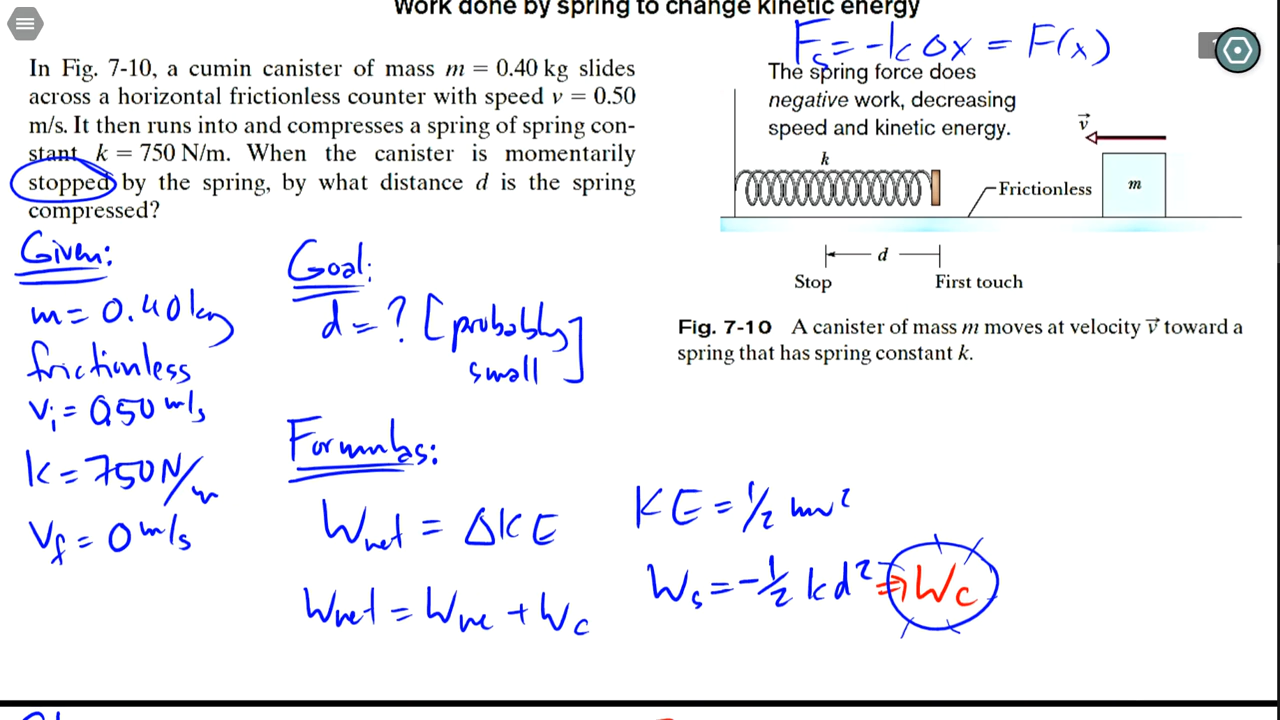 Work done by spring to change kinetic energy
Fs = -kΔx = F(x)
In Fig. 7-10, a cumin canister of mass m = 0.40 kg slides
across a horizontal frictionless counter with speed v = 0.50
m/s. It then runs into and compresses a spring of spring con-
stant k = 750 N/m. When the canister is momentarily
stopped by the spring, by what distance d is the spring
compressed?
The spring force does
negative work, decreasing
speed and kinetic energy.
v⃗
k
Frictionless
m
d
Stop
First touch
Fig. 7-10 A canister of mass m moves at velocity v⃗ toward a
spring that has spring constant k.
Given:
m = 0.40 kg
frictionless
vi = 0.50 m/s
k = 750 N/m
vf = 0 m/s
Goal:
d = ? [probably
small]
Formulas:
Wnet = ΔKE
Wnet = Wnc + Wc
KE = ½ mv²
Ws = -½ kd² ⇒ Wc